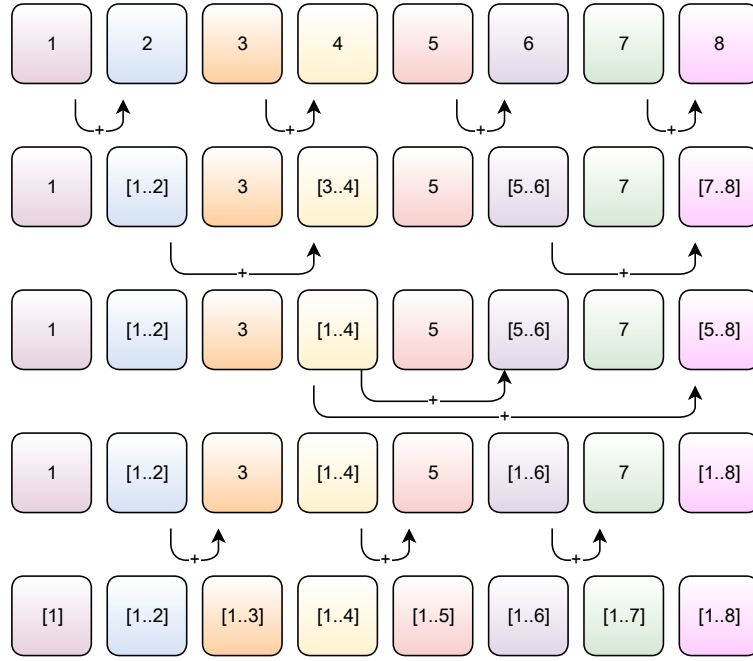 1 2 3 4 5 6 7 8
+ + + +
1 [1..2] 3 [3..4] 5 [5..6] 7 [7..8]
+ +
1 [1..2] 3 [1..4] 5 [5..6] 7 [5..8]
+
+
1 [1..2] 3 [1..4] 5 [1..6] 7 [1..8]
+ + +
[1] [1..2] [1..3] [1..4] [1..5] [1..6] [1..7] [1..8]